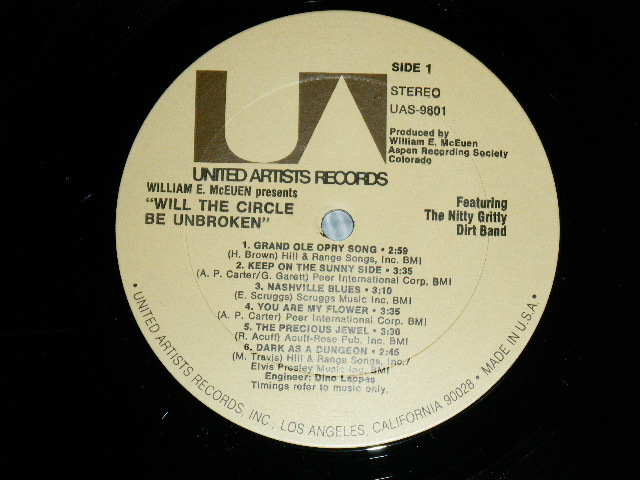 SIDE 1
STEREO
UAS-9801
UA
Produced by
William E. McEuen
Aspen Recording Society
Colorado
UNITED ARTISTS RECORDS
WILLIAM E. McEUEN presents
"WILL THE CIRCLE
BE UNBROKEN"
Featuring
The Nitty Gritty
Dirt Band
1. GRAND OLE OPRY SONG • 2:59
(H. Brown) Hill & Range Songs, Inc. BMI
2. KEEP ON THE SUNNY SIDE • 3:35
(A. P. Carter/G. Garett) Peer International Corp. BMI
3. NASHVILLE BLUES • 3:10
(E. Scruggs) Scruggs Music Inc. BMI
4. YOU ARE MY FLOWER • 3:35
(A. P. Carter) Peer International Corp. BMI
5. THE PRECIOUS JEWEL • 3:30
(R. Acuff) Acuff-Rose Pub. Inc. BMI
6. DARK AS A DUNGEON • 2:45
(M. Travis) Hill & Range Songs, Inc./
Elvis Presley Music Inc. BMI
Engineer: Dino Lappas
Timings refer to music only.
• UNITED ARTISTS RECORDS, INC., LOS ANGELES, CALIFORNIA 90028 • MADE IN U.S.A. •